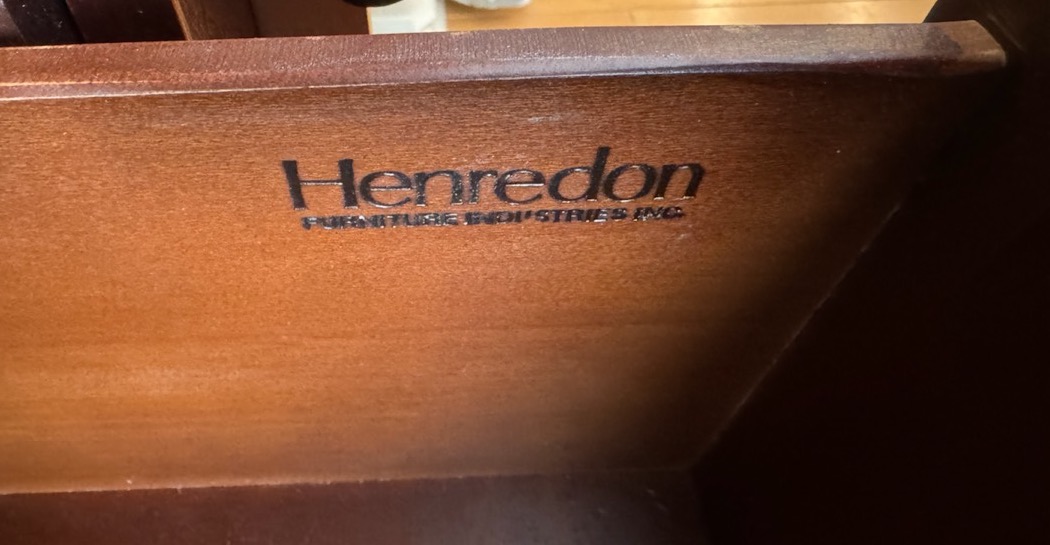 Henredon
FURNITURE INDUSTRIES INC.